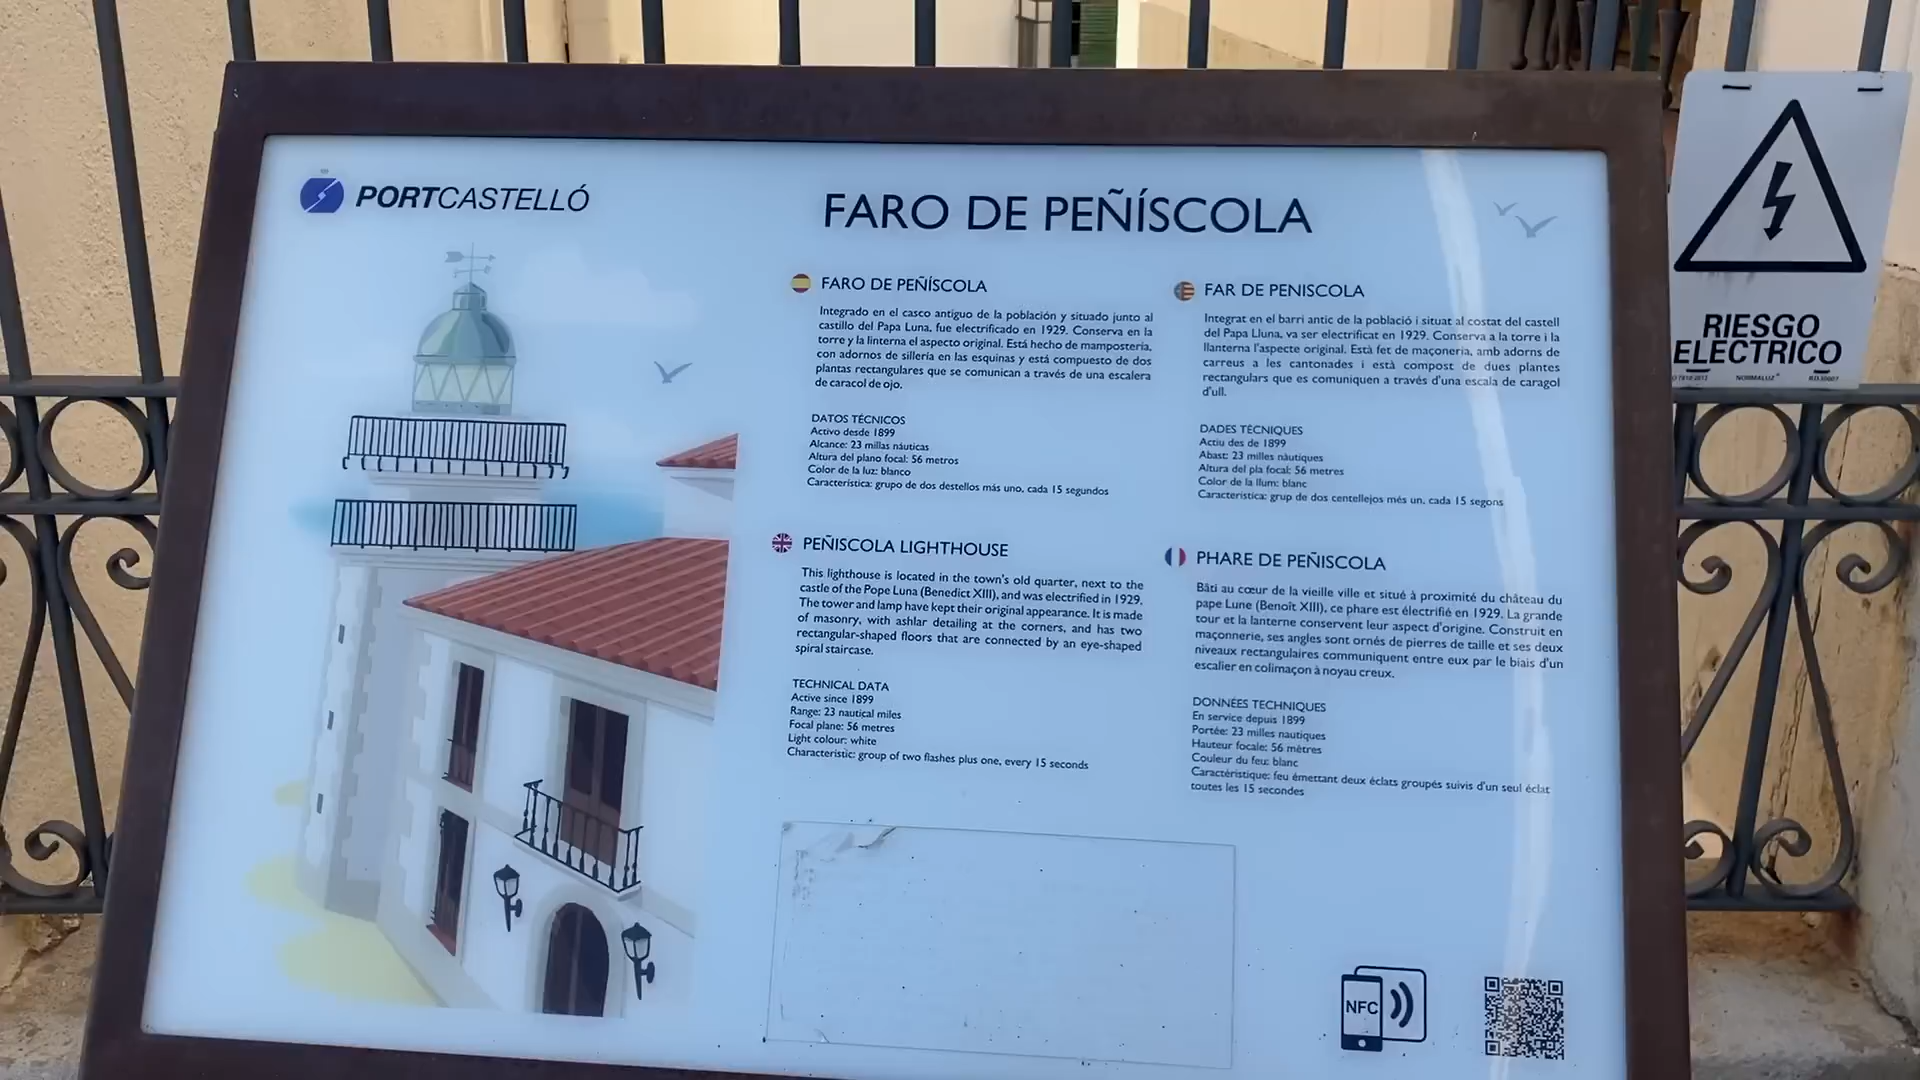 PORTCASTELLÓ
FARO DE PEÑÍSCOLA
FARO DE PEÑÍSCOLA
Integrado en el casco antiguo de la población y situado junto al
castillo del Papa Luna, fue electrificado en 1929. Conserva en la
torre y la linterna el aspecto original. Está hecho de mampostería,
con adornos de sillería en las esquinas y está compuesto de dos
plantas rectangulares que se comunican a través de una escalera
de caracol de ojo.
DATOS TÉCNICOS
Activo desde 1899
Alcance: 23 millas náuticas
Altura del plano focal: 56 metros
Color de la luz: blanco
Característica: grupo de dos destellos más uno, cada 15 segundos
FAR DE PENISCOLA
Integrat en el barri antic de la població i situat al costat del castell
del Papa Lluna, va ser electrificat en 1929. Conserva a la torre i la
llanterna l'aspecte original. Està fet de maçoneria, amb adorns de
carreus a les cantonades i està compost de dues plantes
rectangulars que es comuniquen a través d'una escala de caragol
d'ull.
DADES TÈCNIQUES
Actiu des de 1899
Abast: 23 milles nàutiques
Altura del pla focal: 56 metres
Color de la llum: blanc
Característica: grup de dos centellejos més un, cada 15 segons
PEÑISCOLA LIGHTHOUSE
This lighthouse is located in the town's old quarter, next to the
castle of the Pope Luna (Benedict XIII), and was electrified in 1929.
The tower and lamp have kept their original appearance. It is made
of masonry, with ashlar detailing at the corners, and has two
rectangular-shaped floors that are connected by an eye-shaped
spiral staircase.
TECHNICAL DATA
Active since 1899
Range: 23 nautical miles
Focal plane: 56 metres
Light colour: white
Characteristic: group of two flashes plus one, every 15 seconds
PHARE DE PEÑISCOLA
Bâti au cœur de la vieille ville et situé à proximité du château du
pape Lune (Benoît XIII), ce phare est électrifié en 1929. La grande
tour et la lanterne conservent leur aspect d'origine. Construit en
maçonnerie, ses angles sont ornés de pierres de taille et ses deux
niveaux rectangulaires communiquent entre eux par le biais d'un
escalier en colimaçon à noyau creux.
DONNÉES TECHNIQUES
En service depuis 1899
Portée: 23 milles nautiques
Hauteur focale: 56 mètres
Couleur du feu: blanc
Caractéristique: feu émettant deux éclats groupés suivis d'un seul éclat
toutes les 15 secondes
NFC
RIESGO
ELECTRICO
NORMALUZ